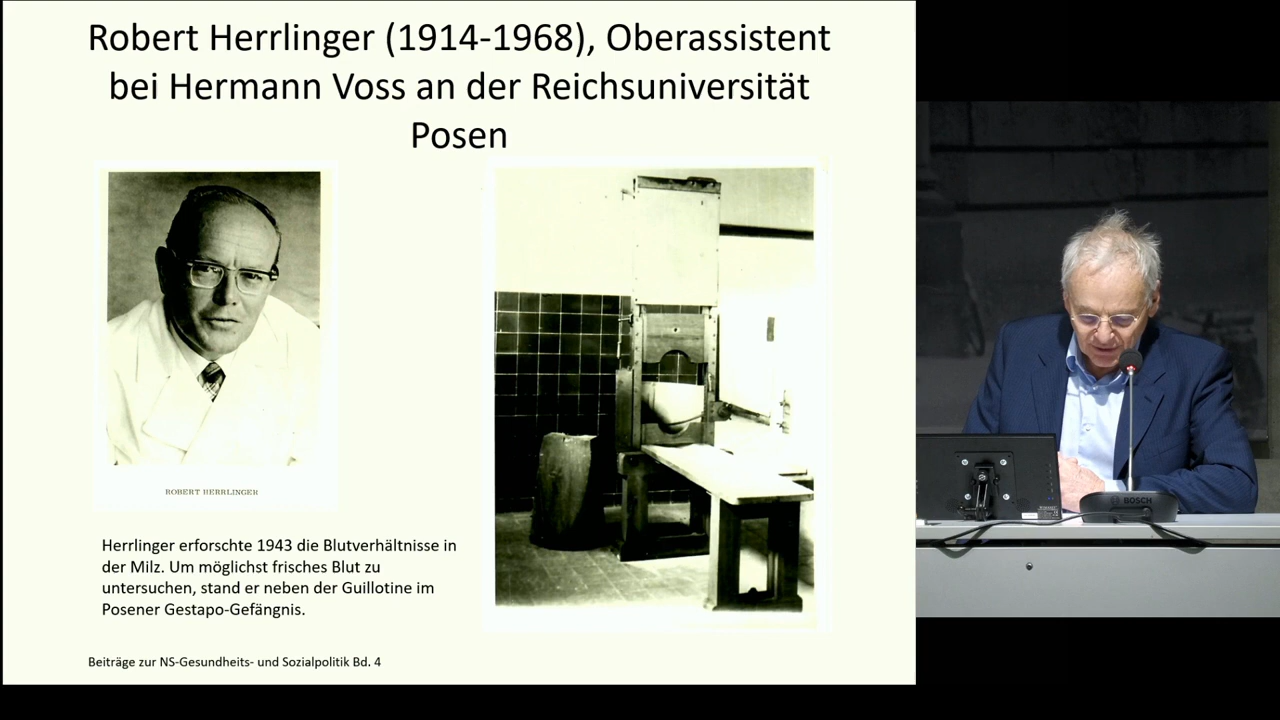 Robert Herrlinger (1914-1968), Oberassistent
bei Hermann Voss an der Reichsuniversität
Posen
ROBERT HERRLINGER
Herrlinger erforschte 1943 die Blutverhältnisse in
der Milz. Um möglichst frisches Blut zu
untersuchen, stand er neben der Guillotine im
Posener Gestapo-Gefängnis.
Beiträge zur NS-Gesundheits- und Sozialpolitik Bd. 4
BOSCH